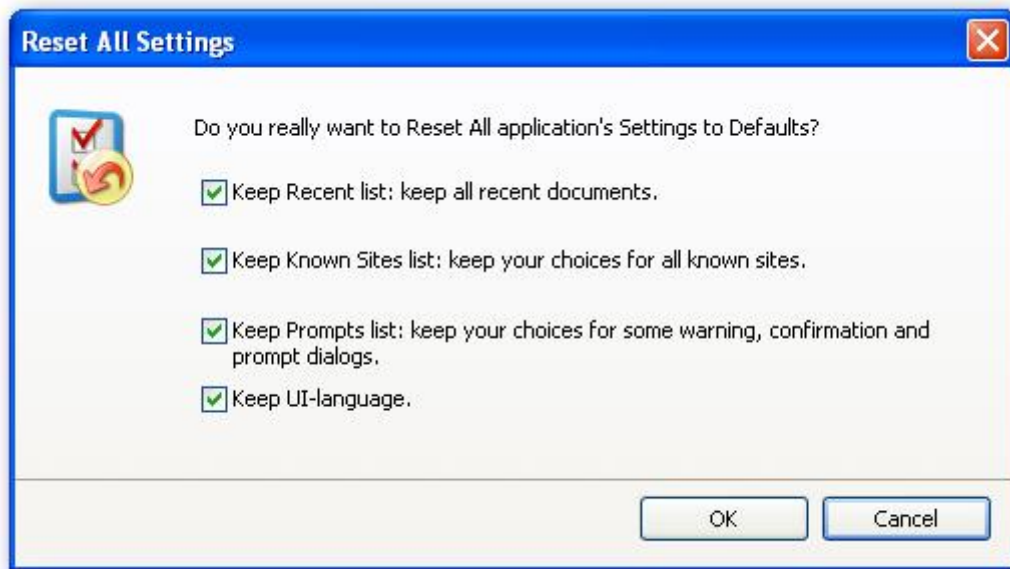 Reset All Settings
Do you really want to Reset All application's Settings to Defaults?
Keep Recent list: keep all recent documents.
Keep Known Sites list: keep your choices for all known sites.
Keep Prompts list: keep your choices for some warning, confirmation and
prompt dialogs.
Keep UI-language.
OK
Cancel